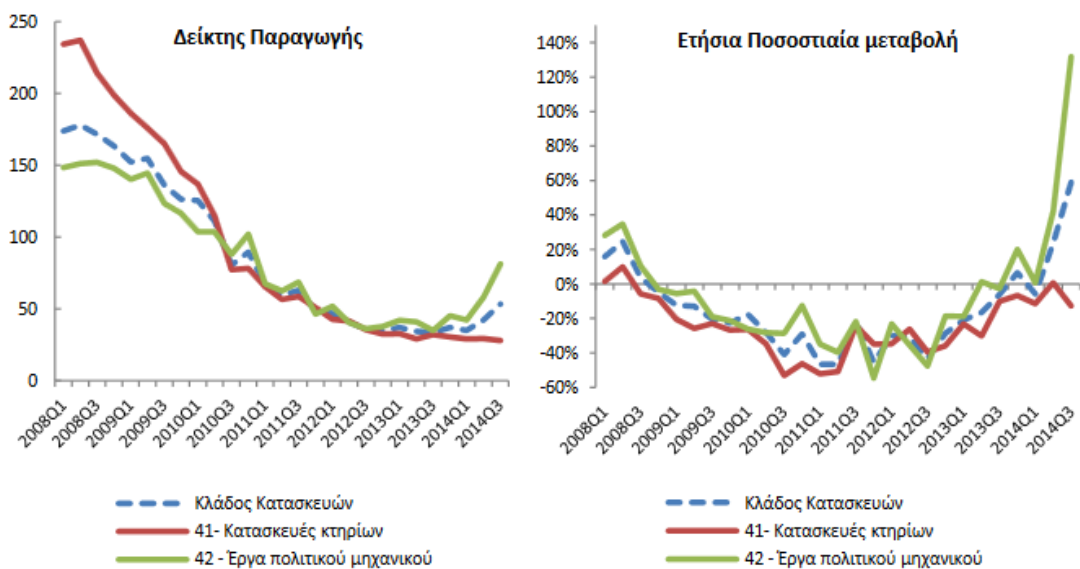 Δείκτης Παραγωγής
250
200
150
100
50
0
2008Q1
2008Q3
2009Q1
2009Q3
2010Q1
2010Q3
2011Q1
2011Q3
2012Q1
2012Q3
2013Q1
2013Q3
2014Q1
2014Q3
Κλάδος Κατασκευών
41- Κατασκευές κτηρίων
42 - Έργα πολιτικού μηχανικού
Ετήσια Ποσοστιαία μεταβολή
140%
120%
100%
80%
60%
40%
20%
0%
-20%
-40%
-60%
2008Q1
2008Q3
2009Q1
2009Q3
2010Q1
2010Q3
2011Q1
2011Q3
2012Q1
2012Q3
2013Q1
2013Q3
2014Q1
2014Q3
Κλάδος Κατασκευών
41- Κατασκευές κτηρίων
42 - Έργα πολιτικού μηχανικού